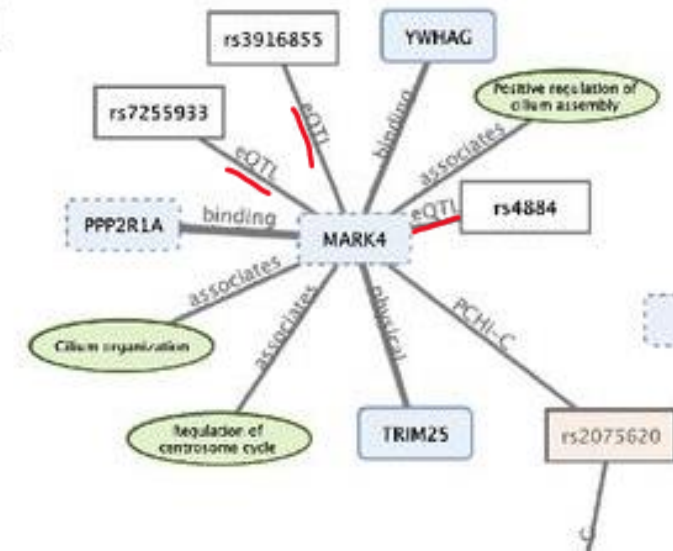 rs3916855
YWHAG
rs7255933
eQTL
eQTL
binding
Positive regulation of
cilium assembly
associates
PPP2R1A
binding
MARK4
eQTL
rs4884
associates
associates
physical
PCHi-C
Cilium organization
Regulation of
centrosome cycle
TRIM25
rs2075620
C